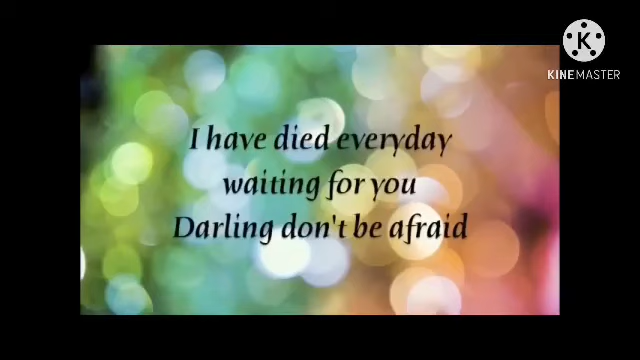 I have died everyday
waiting for you
Darling don't be afraid
K
KINEMASTER